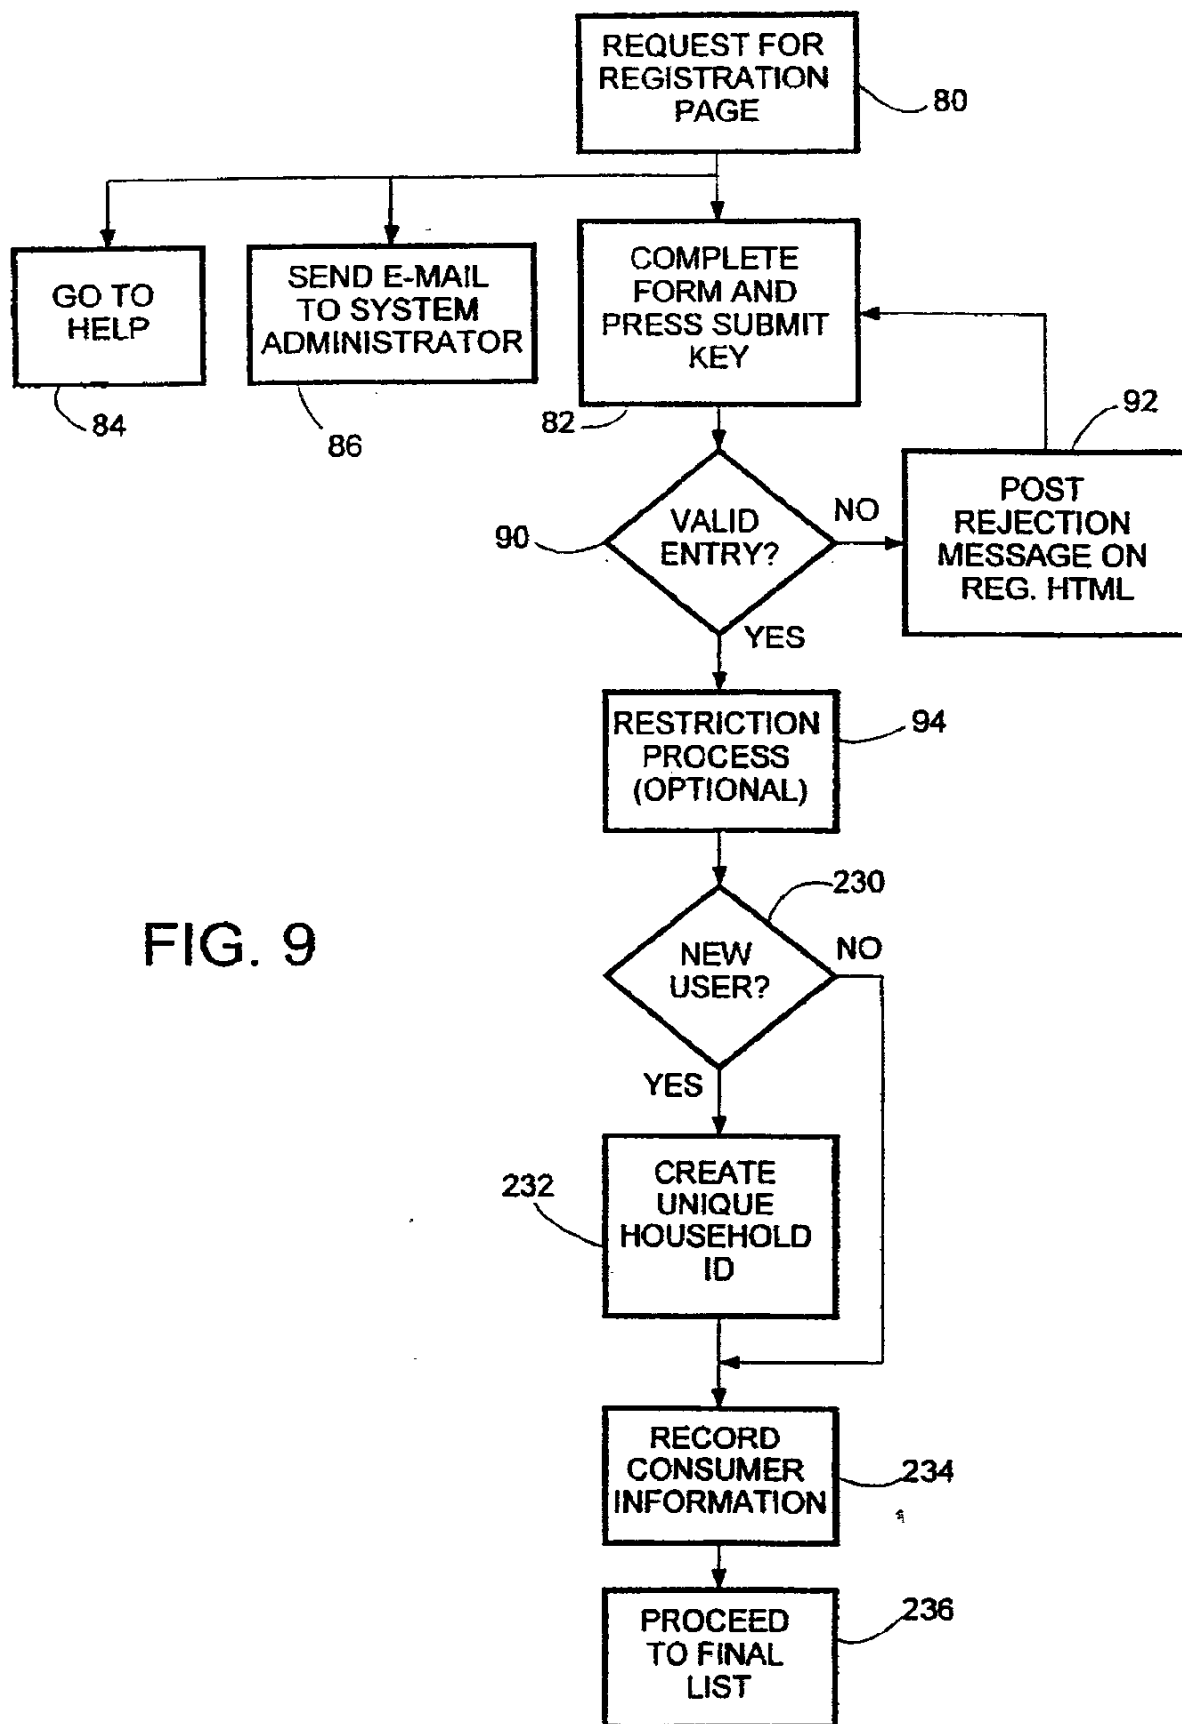 REQUEST FOR
REGISTRATION
PAGE
80
GO TO
HELP
84
SEND E-MAIL
TO SYSTEM
ADMINISTRATOR
86
COMPLETE
FORM AND
PRESS SUBMIT
KEY
82
92
POST
REJECTION
MESSAGE ON
REG. HTML
90
VALID
ENTRY?
NO
YES
RESTRICTION
PROCESS
(OPTIONAL)
94
230
NEW
USER?
NO
YES
FIG. 9
232
CREATE
UNIQUE
HOUSEHOLD
ID
RECORD
CONSUMER
INFORMATION
234
PROCEED
TO FINAL
LIST
236